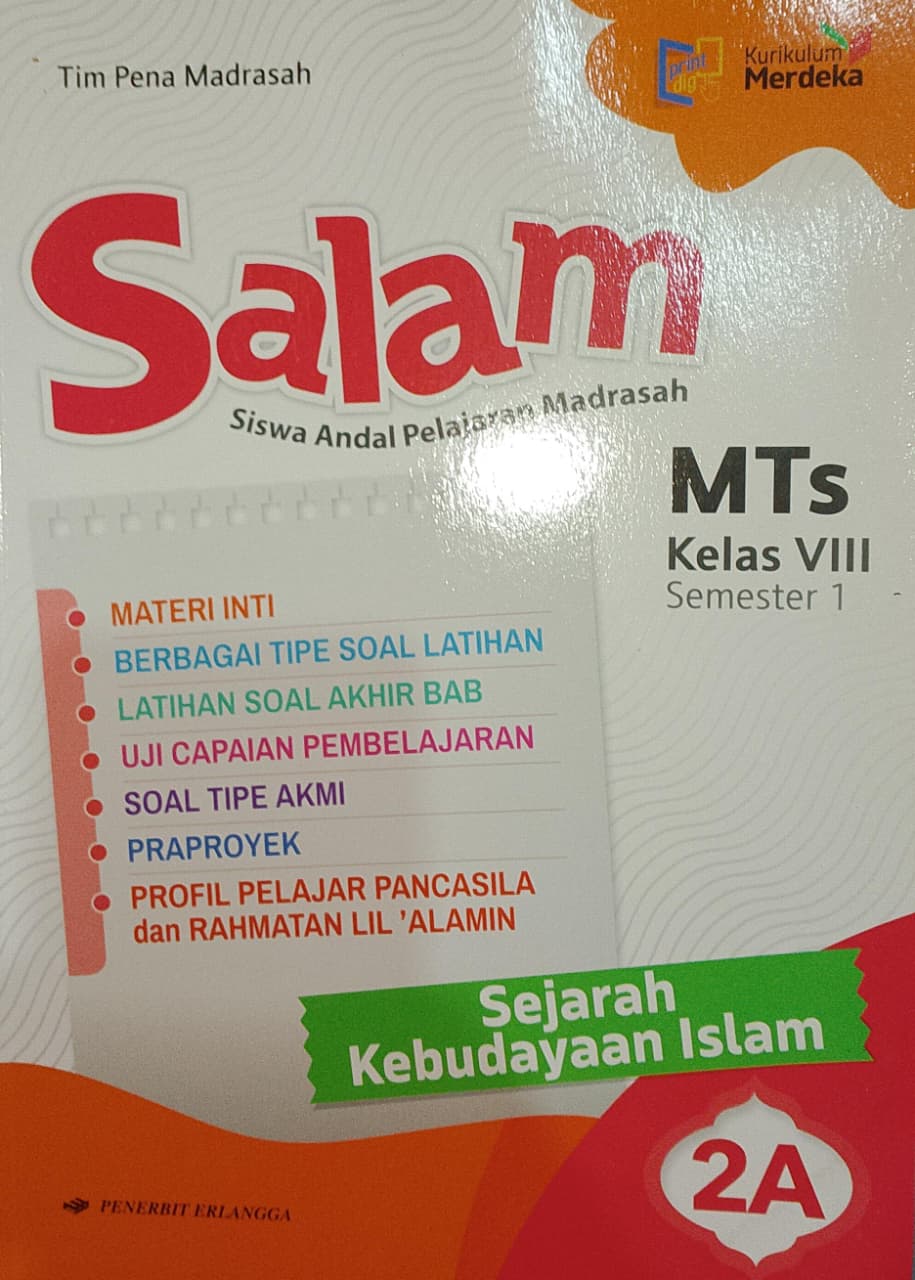 Tim Pena Madrasah
print
dig
Kurikulum
Merdeka
Salam
Siswa Andal Pelajaran Madrasah
MTs
Kelas VIII
Semester 1
MATERI INTI
BERBAGAI TIPE SOAL LATIHAN
LATIHAN SOAL AKHIR BAB
UJI CAPAIAN PEMBELAJARAN
SOAL TIPE AKMI
PRAPROYEK
PROFIL PELAJAR PANCASILA
dan RAHMATAN LIL 'ALAMIN
Sejarah
Kebudayaan Islam
2A
PENERBIT ERLANGGA